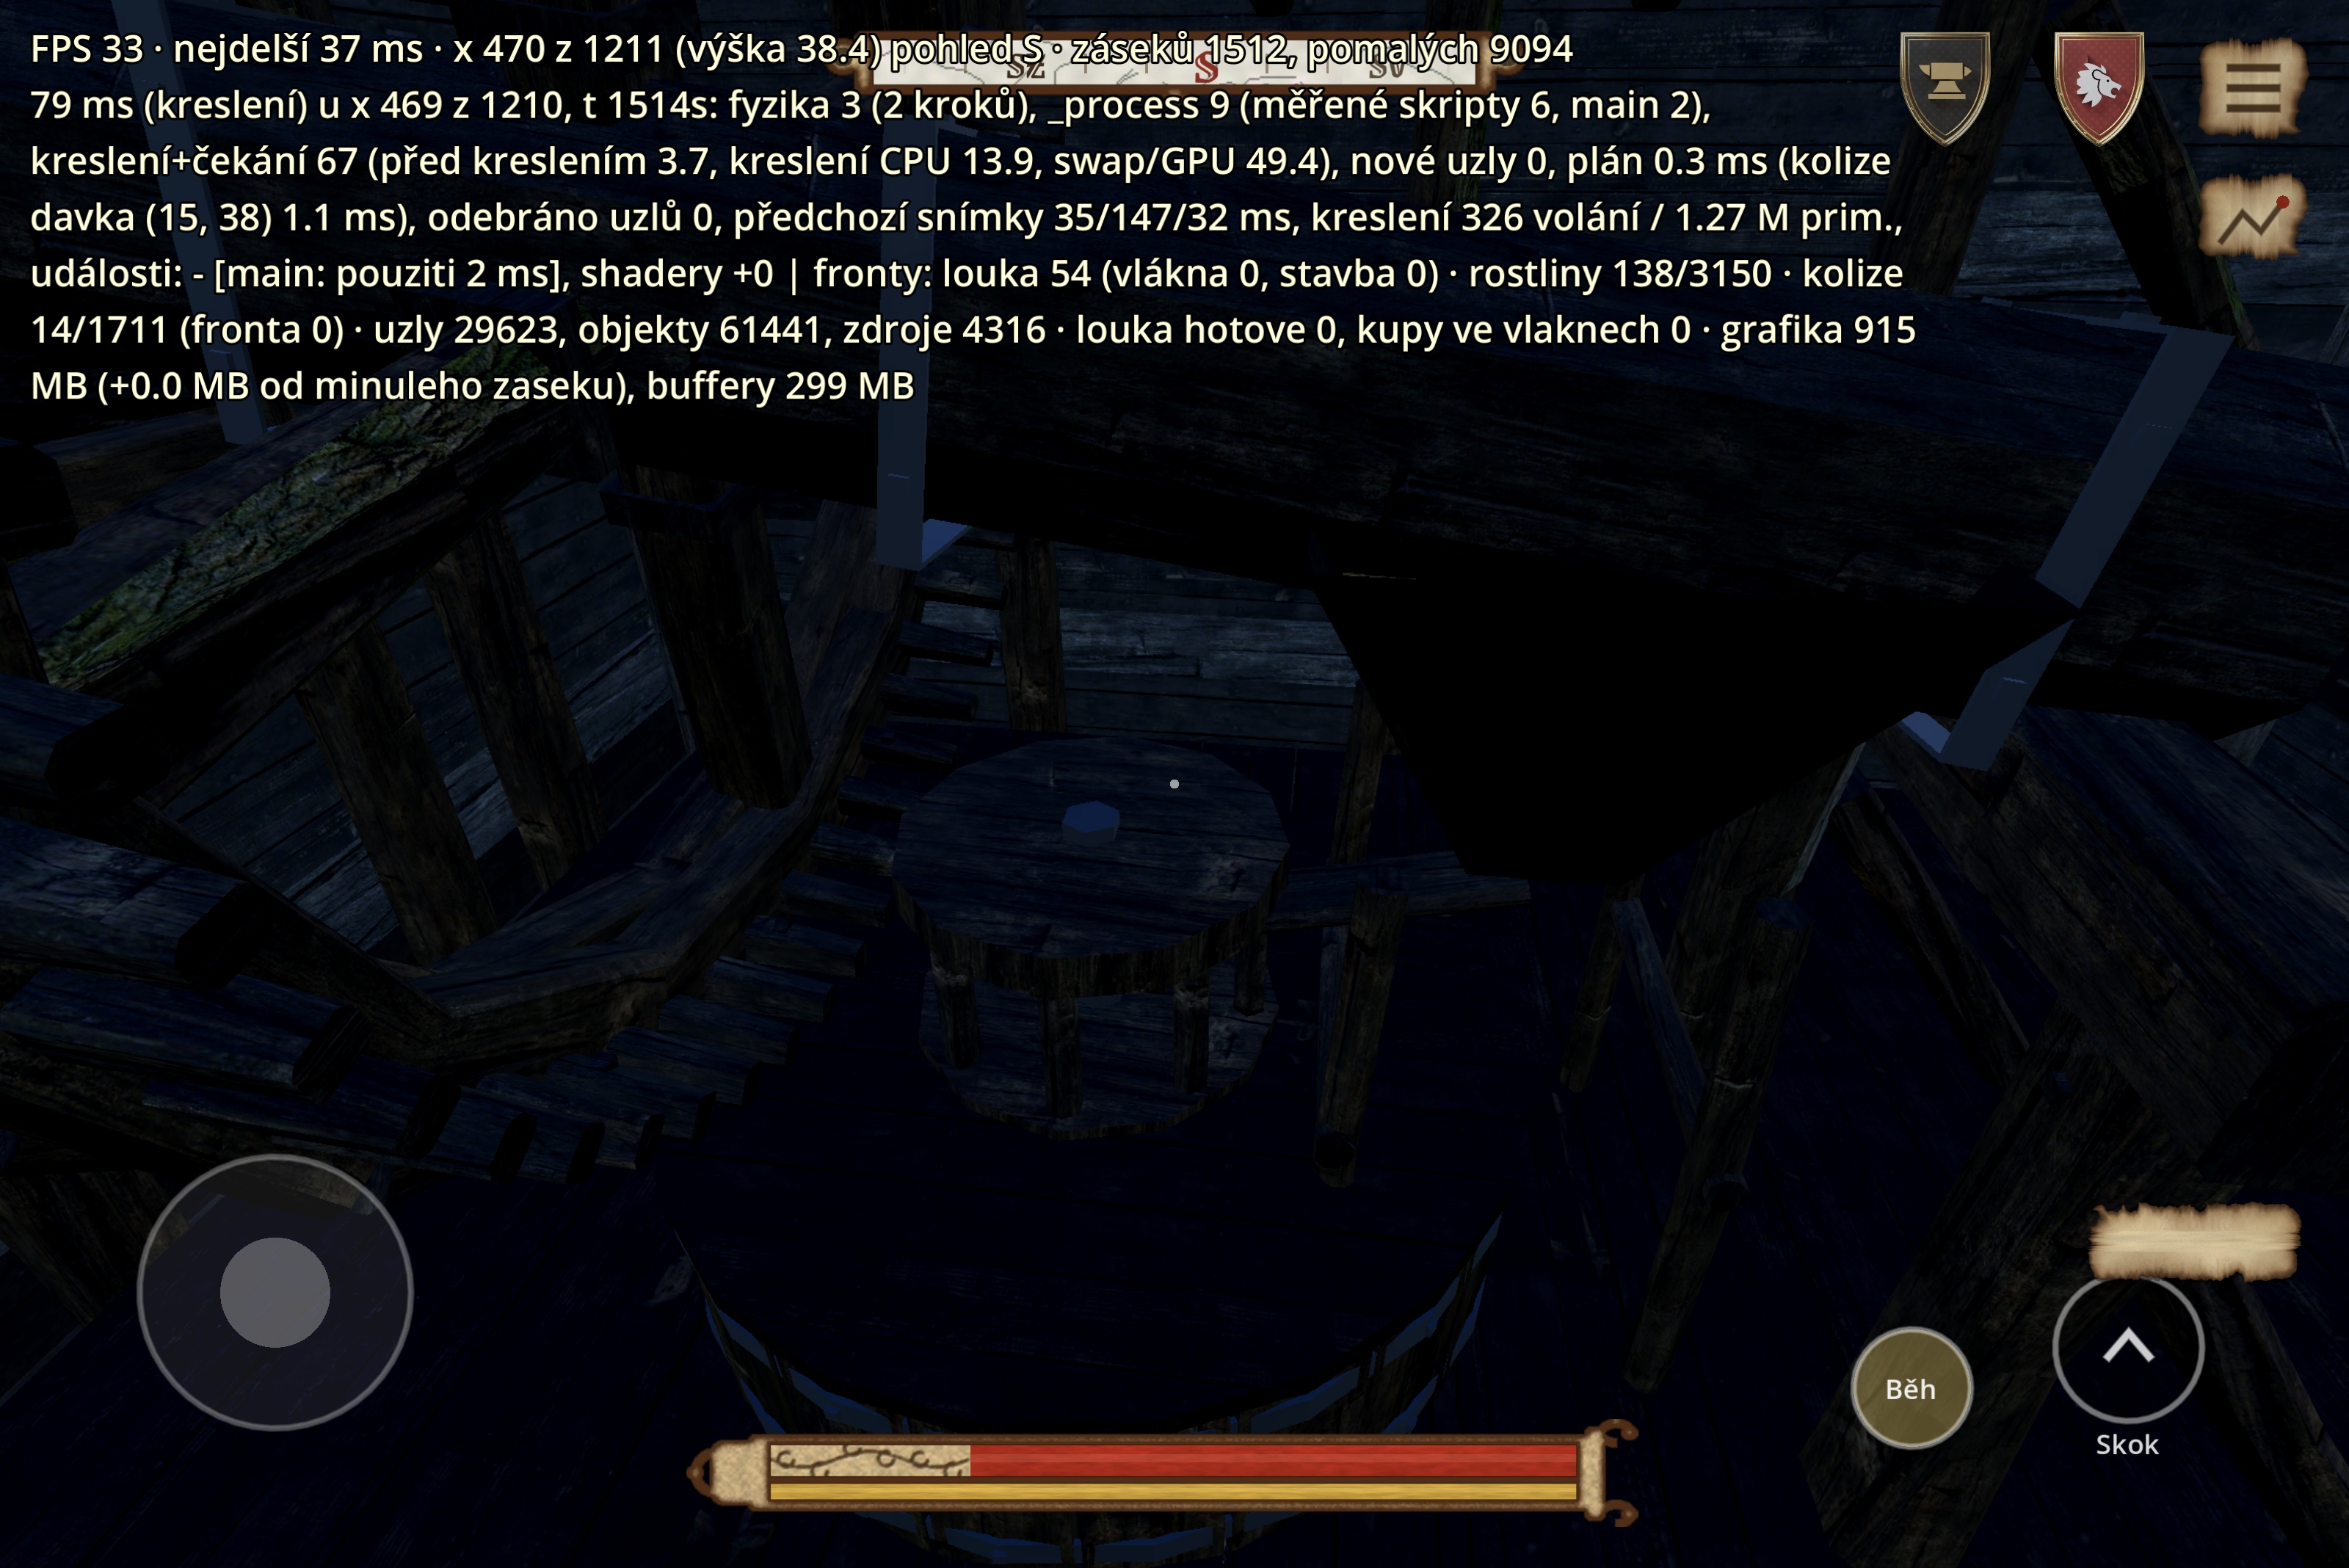 FPS 33 · nejdelší 37 ms · x 470 z 1211 (výška 38.4) pohled S · záseků 1512, pomalých 9094
SZ S SV
79 ms (kreslení) u x 469 z 1210, t 1514s: fyzika 3 (2 kroků), _process 9 (měřené skripty 6, main 2),
kreslení+čekání 67 (před kreslením 3.7, kreslení CPU 13.9, swap/GPU 49.4), nové uzly 0, plán 0.3 ms (kolize
davka (15, 38) 1.1 ms), odebráno uzlů 0, předchozí snímky 35/147/32 ms, kreslení 326 volání / 1.27 M prim.,
události: - [main: pouziti 2 ms], shadery +0 | fronty: louka 54 (vlákna 0, stavba 0) · rostliny 138/3150 · kolize
14/1711 (fronta 0) · uzly 29623, objekty 61441, zdroje 4316 · louka hotove 0, kupy ve vlaknech 0 · grafika 915
MB (+0.0 MB od minuleho zaseku), buffery 299 MB
Běh
Skok